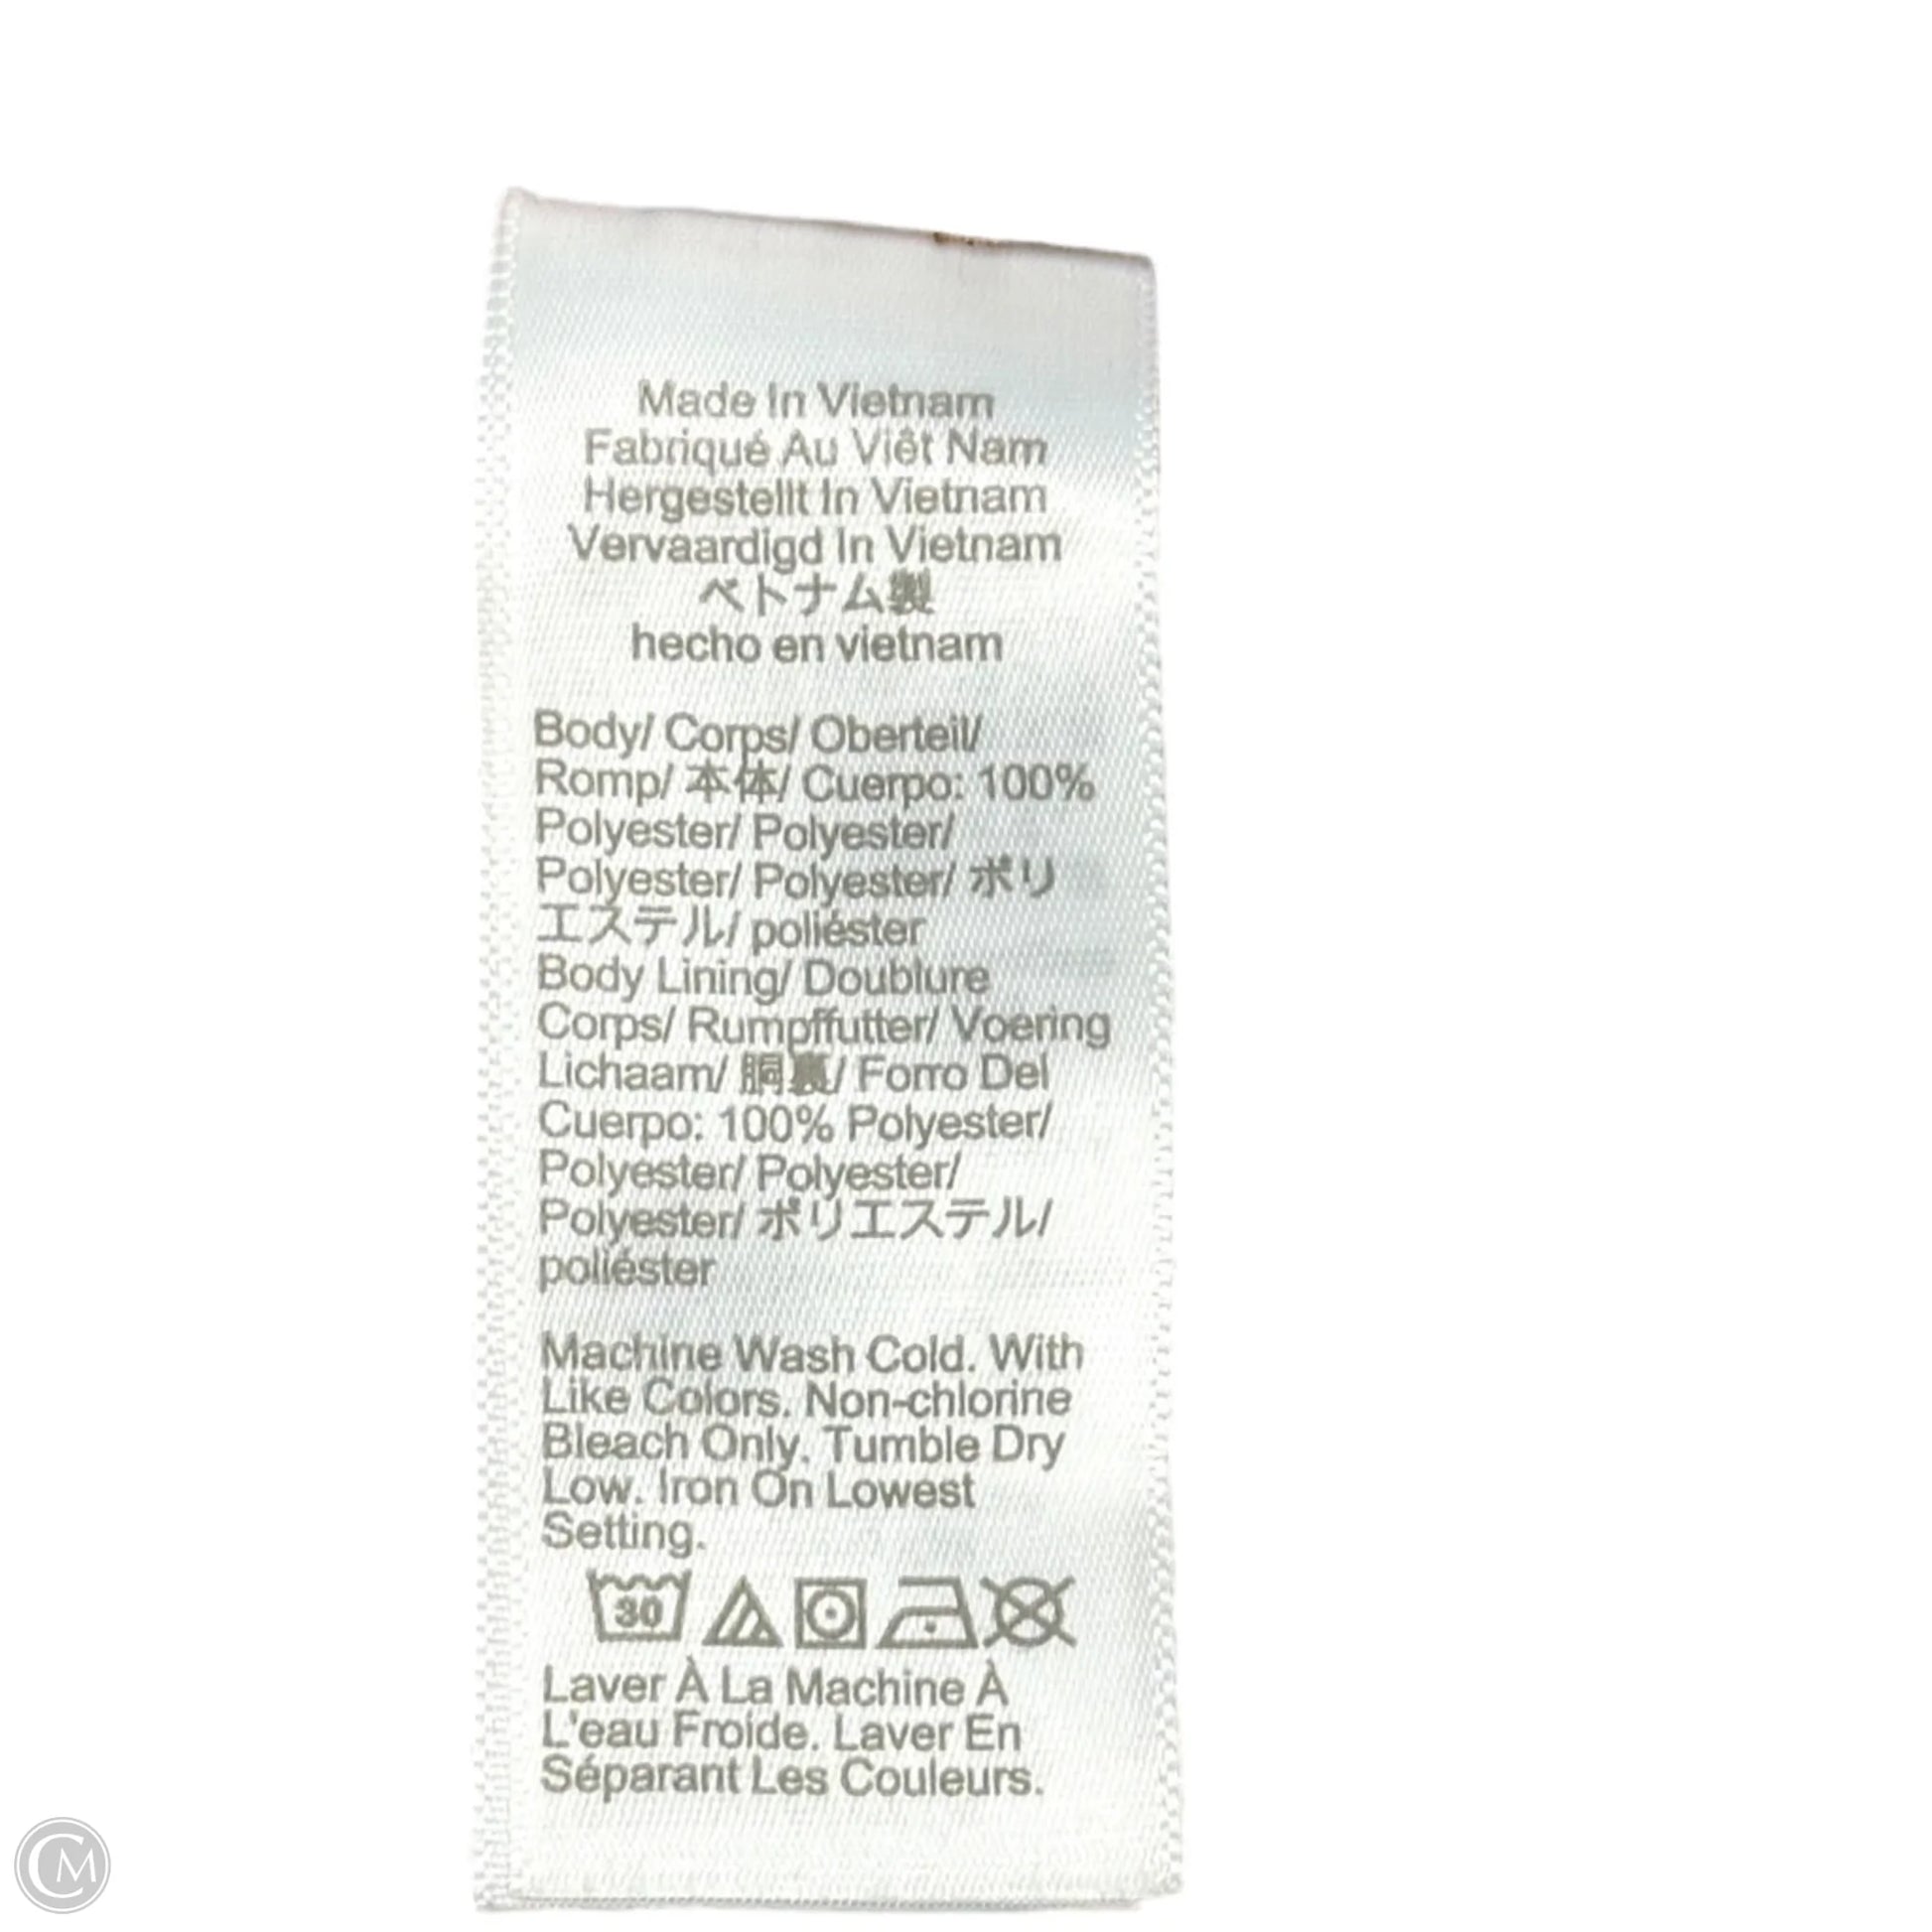 Made In Vietnam
Fabriqué Au Viêt Nam
Hergestellt In Vietnam
Vervaardigd In Vietnam
ベトナム製
hecho en vietnam
Body/ Corps/ Oberteil/
Romp/ 本体/ Cuerpo: 100%
Polyester/ Polyester/
Polyester/ Polyester/ ポリ
エステル/ poliéster
Body Lining/ Doublure
Corps/ Rumpffutter/ Voering
Lichaam/ 胴裏/ Forro Del
Cuerpo: 100% Polyester/
Polyester/ Polyester/
Polyester/ ポリエステル/
poliéster
Machine Wash Cold. With
Like Colors. Non-chlorine
Bleach Only. Tumble Dry
Low. Iron On Lowest
Setting.
30
Laver À La Machine À
L'eau Froide. Laver En
Séparant Les Couleurs.
CM